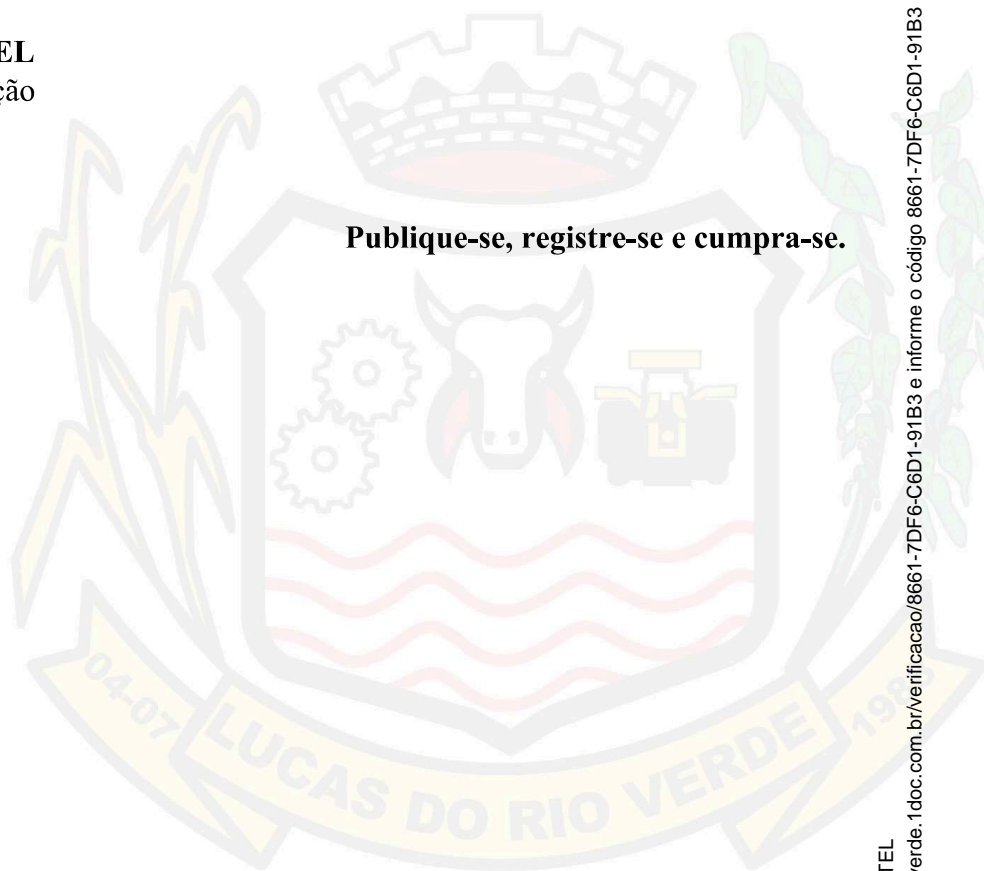 EL
ção
Publique-se, registre-se e cumpra-se.
04-07
LUCAS DO RIO VERDE
TEL
verde.1doc.com.br/verificacao/8661-7DF6-C6D1-91B3 e informe o código 8661-7DF6-C6D1-91B3